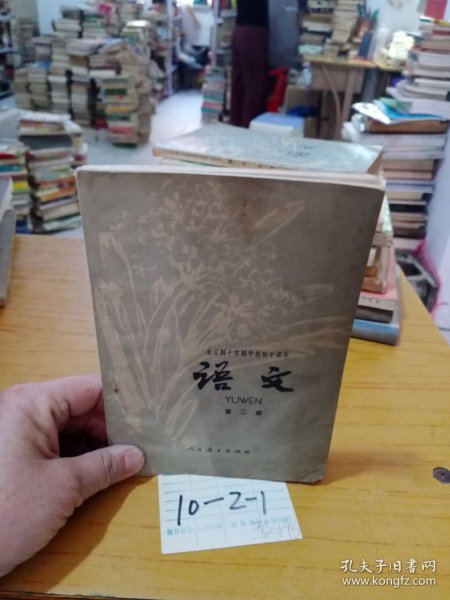 全日制十年制学校初中课本
语文
YUWEN
第二册
人民教育出版社
10-2-1
孔夫子旧书网
www.kongfz.com